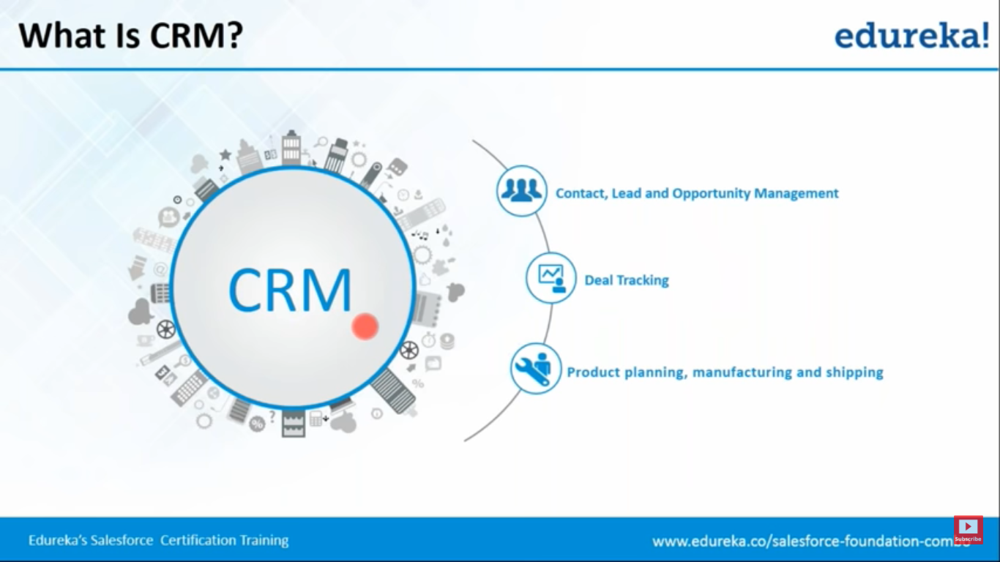 What Is CRM?
edureka!
CRM
Contact, Lead and Opportunity Management
Deal Tracking
Product planning, manufacturing and shipping
Edureka's Salesforce Certification Training
www.edureka.co/salesforce-foundation-com
Subscribe